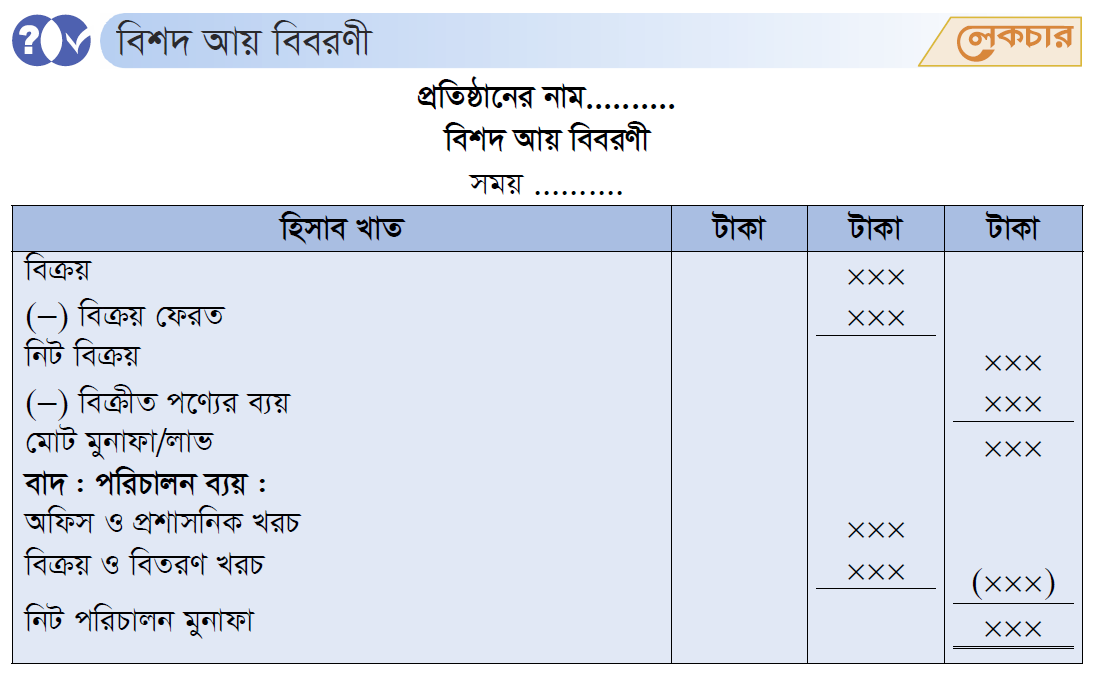 বিশদ আয় বিবরণী
লেকচার
প্রতিষ্ঠানের নাম..........
বিশদ আয় বিবরণী
সময় ..........
হিসাব খাত টাকা টাকা টাকা
বিক্রয় ×××
(−) বিক্রয় ফেরত ×××
নিট বিক্রয় ×××
(−) বিক্রীত পণ্যের ব্যয় ×××
মোট মুনাফা/লাভ ×××
বাদ : পরিচালন ব্যয় :
অফিস ও প্রশাসনিক খরচ ×××
বিক্রয় ও বিতরণ খরচ ××× (×××)
নিট পরিচালন মুনাফা ×××